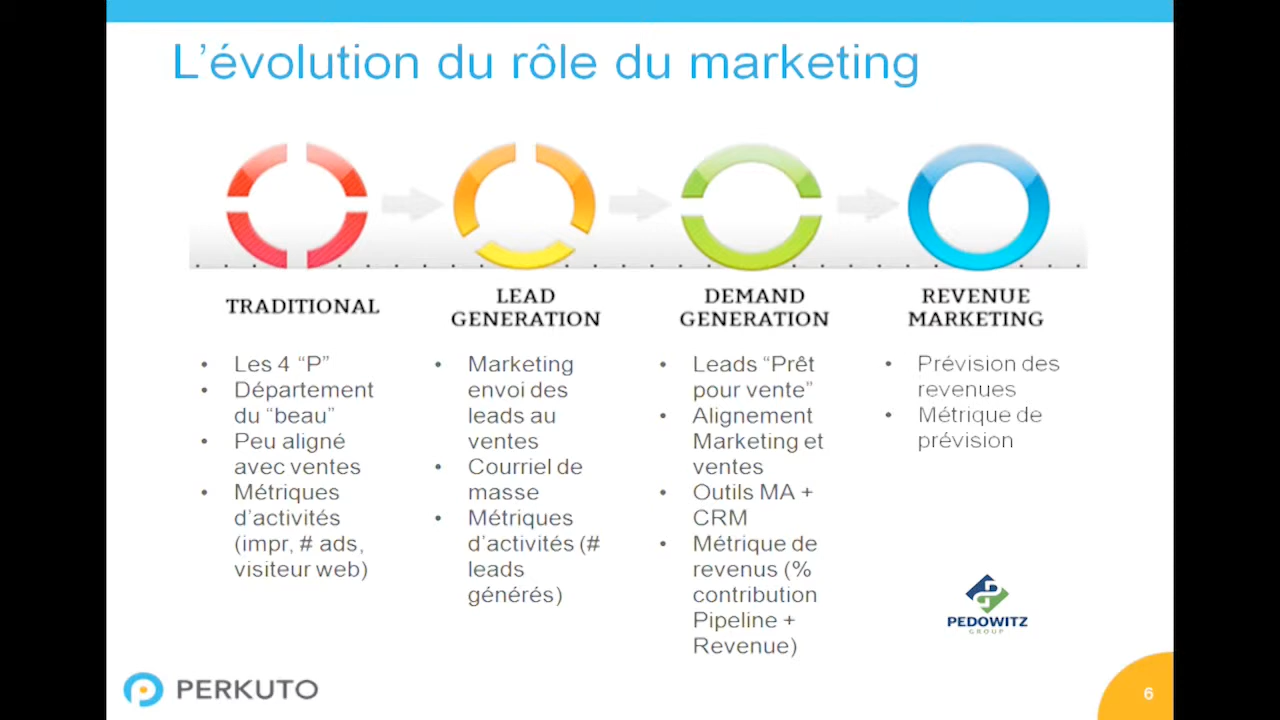 L’évolution du rôle du marketing
TRADITIONAL
LEAD
GENERATION
DEMAND
GENERATION
REVENUE
MARKETING
• Les 4 “P”
• Département
du “beau”
• Peu aligné
avec ventes
• Métriques
d’activités
(impr, # ads,
visiteur web)
• Marketing
envoi des
leads au
ventes
• Courriel de
masse
• Métriques
d’activités (#
leads
générés)
• Leads “Prêt
pour vente”
• Alignement
Marketing et
ventes
• Outils MA +
CRM
• Métrique de
revenus (%
contribution
Pipeline +
Revenue)
• Prévision des
revenues
• Métrique de
prévision
PEDOWITZ
GROUP
PERKUTO
6